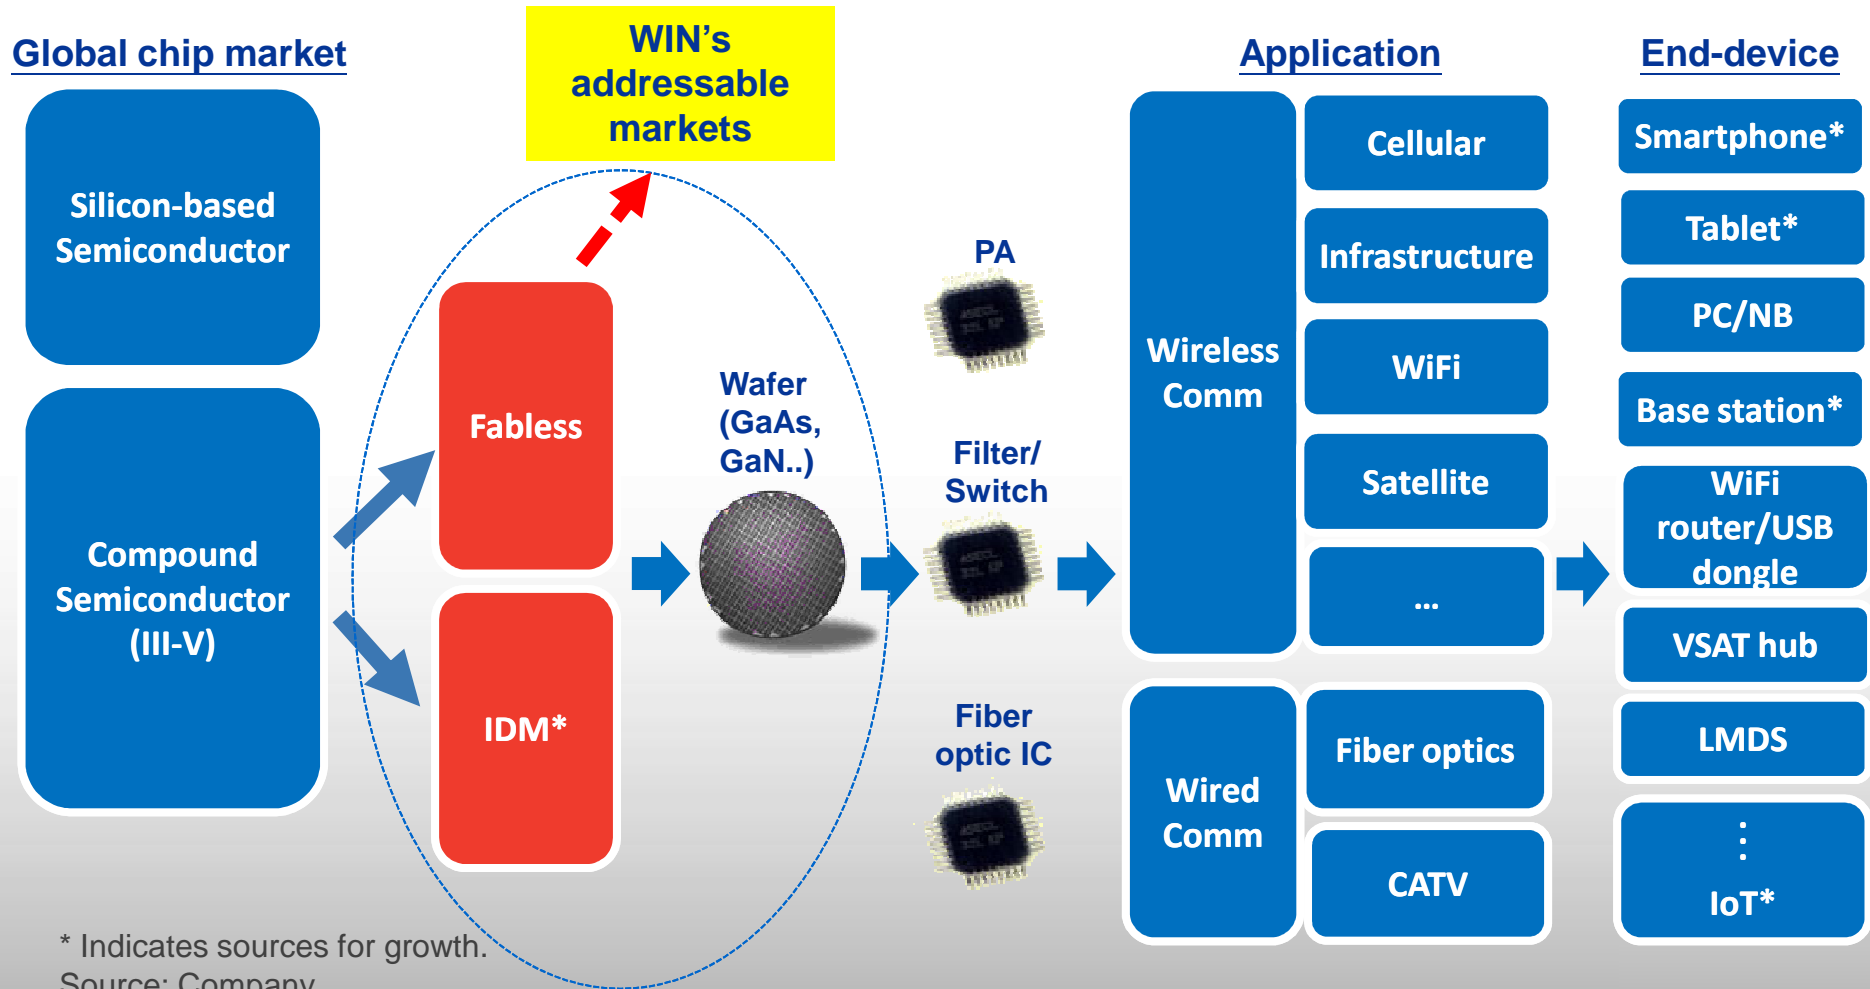 Global chip market
WIN's
addressable
markets
Application
End-device
Silicon-based
Semiconductor
Compound
Semiconductor
(III-V)
Fabless
IDM*
Wafer
(GaAs,
GaN..)
PA
Filter/
Switch
Fiber
optic IC
Wireless
Comm
Cellular
Infrastructure
WiFi
Satellite
...
Wired
Comm
Fiber optics
CATV
Smartphone*
Tablet*
PC/NB
Base station*
WiFi
router/USB
dongle
VSAT hub
LMDS
⋮
IoT*
* Indicates sources for growth.
Source: Company